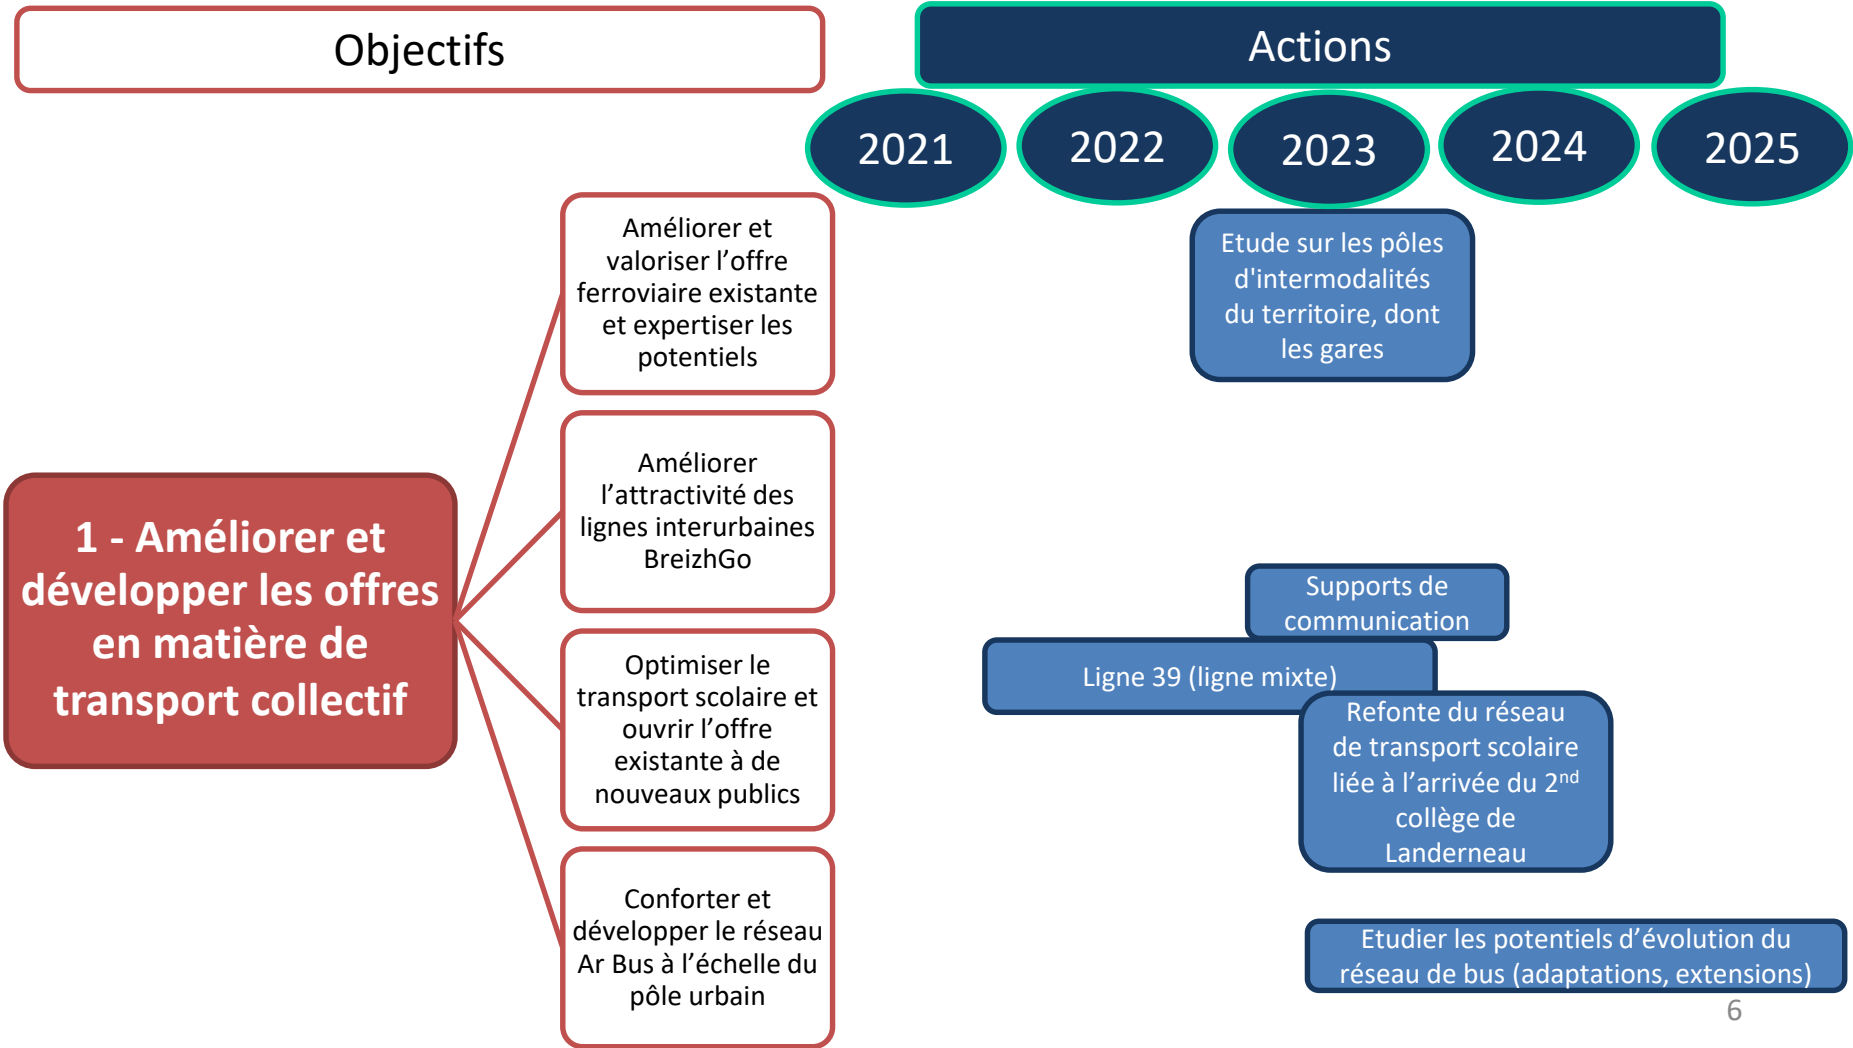 Objectifs
Actions
2021
2022
2023
2024
2025
1 - Améliorer et
développer les offres
en matière de
transport collectif
Améliorer et
valoriser l’offre
ferroviaire existante
et expertiser les
potentiels
Etude sur les pôles
d'intermodalités
du territoire, dont
les gares
Améliorer
l’attractivité des
lignes interurbaines
BreizhGo
Optimiser le
transport scolaire et
ouvrir l’offre
existante à de
nouveaux publics
Supports de
communication
Ligne 39 (ligne mixte)
Refonte du réseau
de transport scolaire
liée à l’arrivée du 2nd
collège de
Landerneau
Conforter et
développer le réseau
Ar Bus à l’échelle du
pôle urbain
Etudier les potentiels d’évolution du
réseau de bus (adaptations, extensions)
6